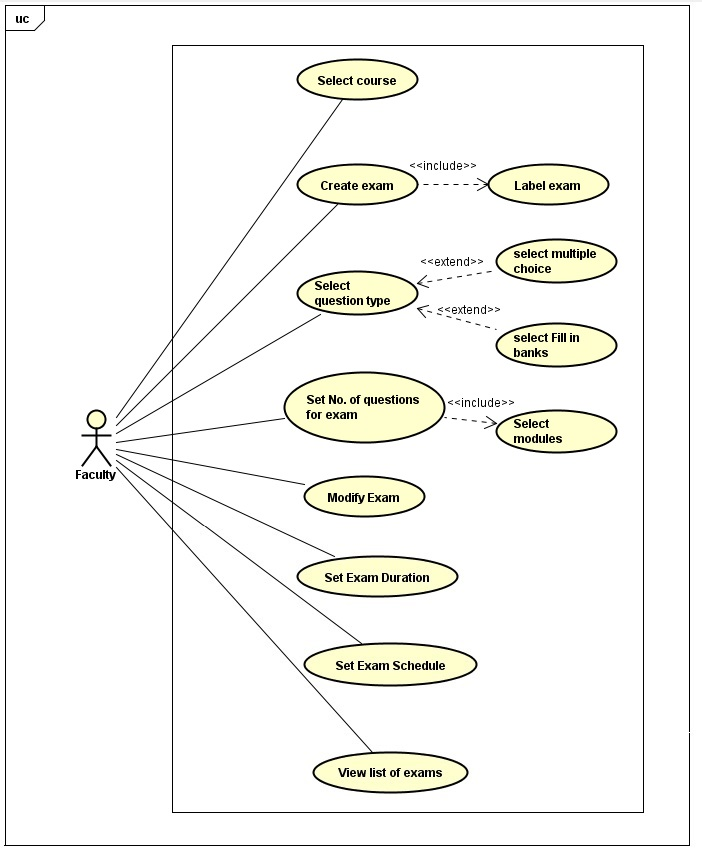 uc
Select course
Create exam
<<include>>
Label exam
Select
question type
<<extend>>
select multiple
choice
<<extend>>
select Fill in
banks
Set No. of questions
for exam
<<include>>
Select
modules
Faculty
Modify Exam
Set Exam Duration
Set Exam Schedule
View list of exams